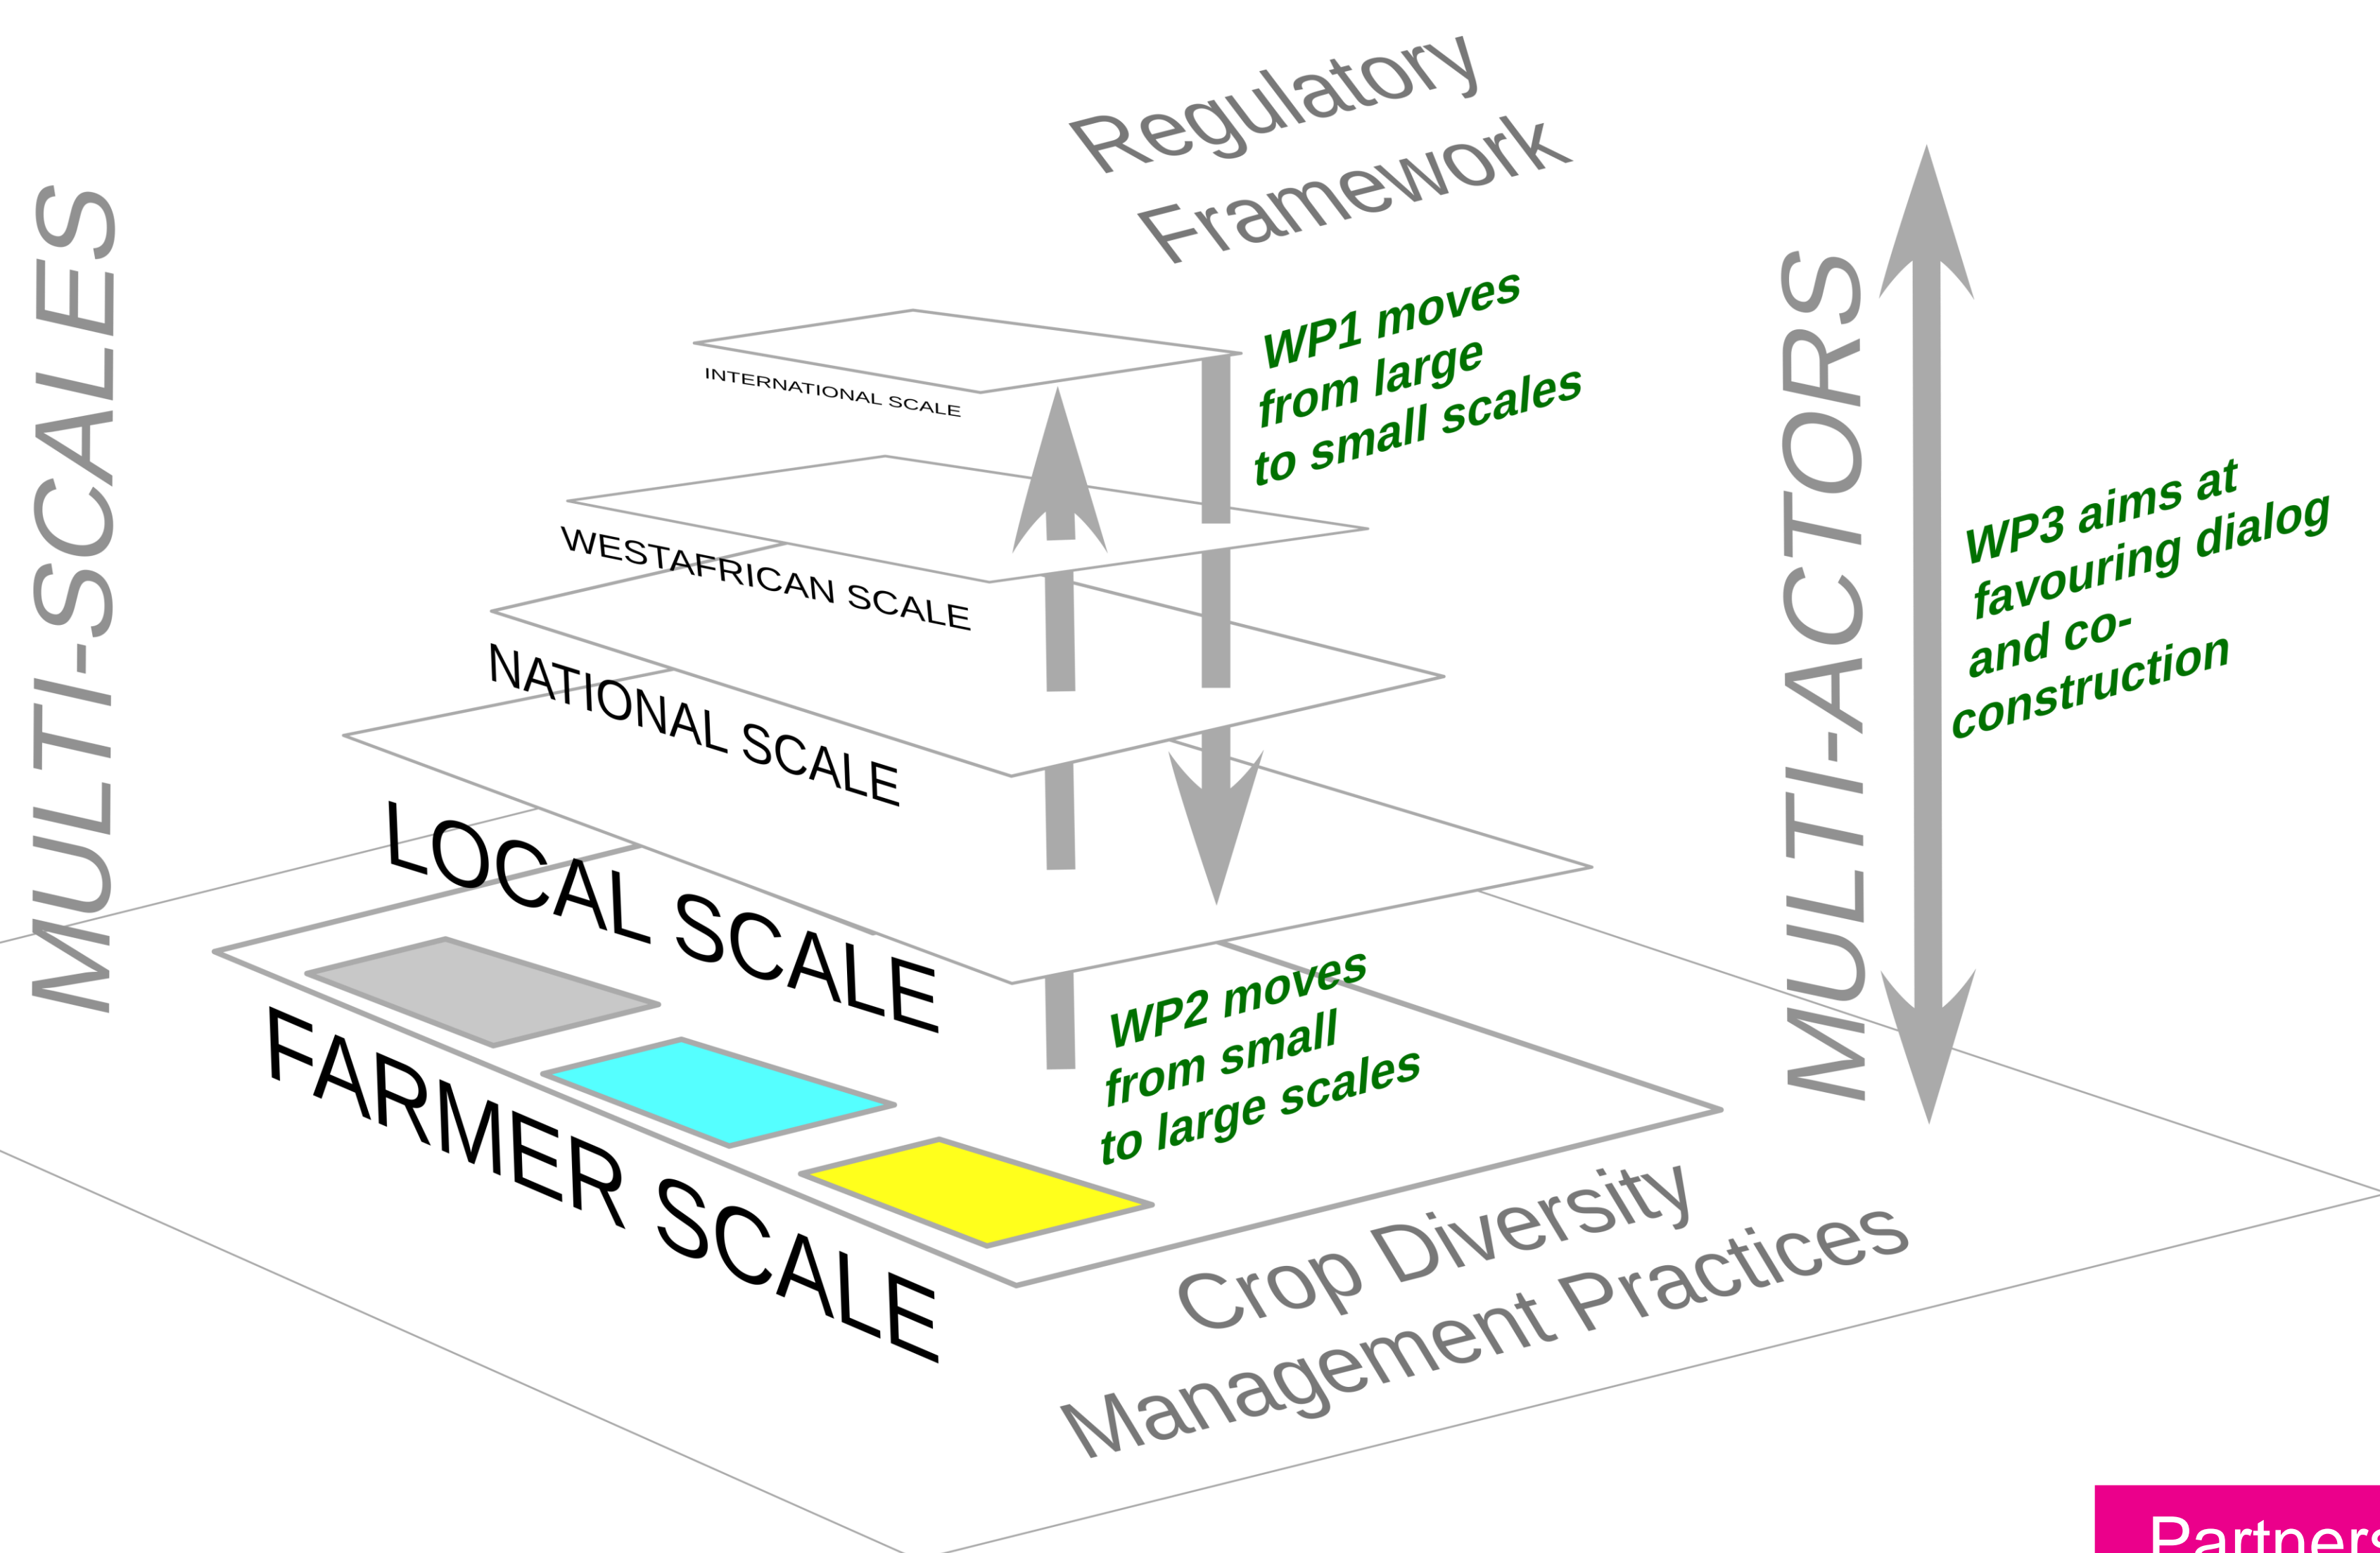 Regulatory
Framework
MULTI-SCALES
INTERNATIONAL SCALE
WP1 moves
from large
to small scales
WESTAFRICAN SCALE
NATIONAL SCALE
LOCAL SCALE
FARMER SCALE
WP2 moves
from small
to large scales
MULTI-ACTORS
WP3 aims at
favouring dialog
and co-
construction
Crop Diversity
Management Practices
Partners